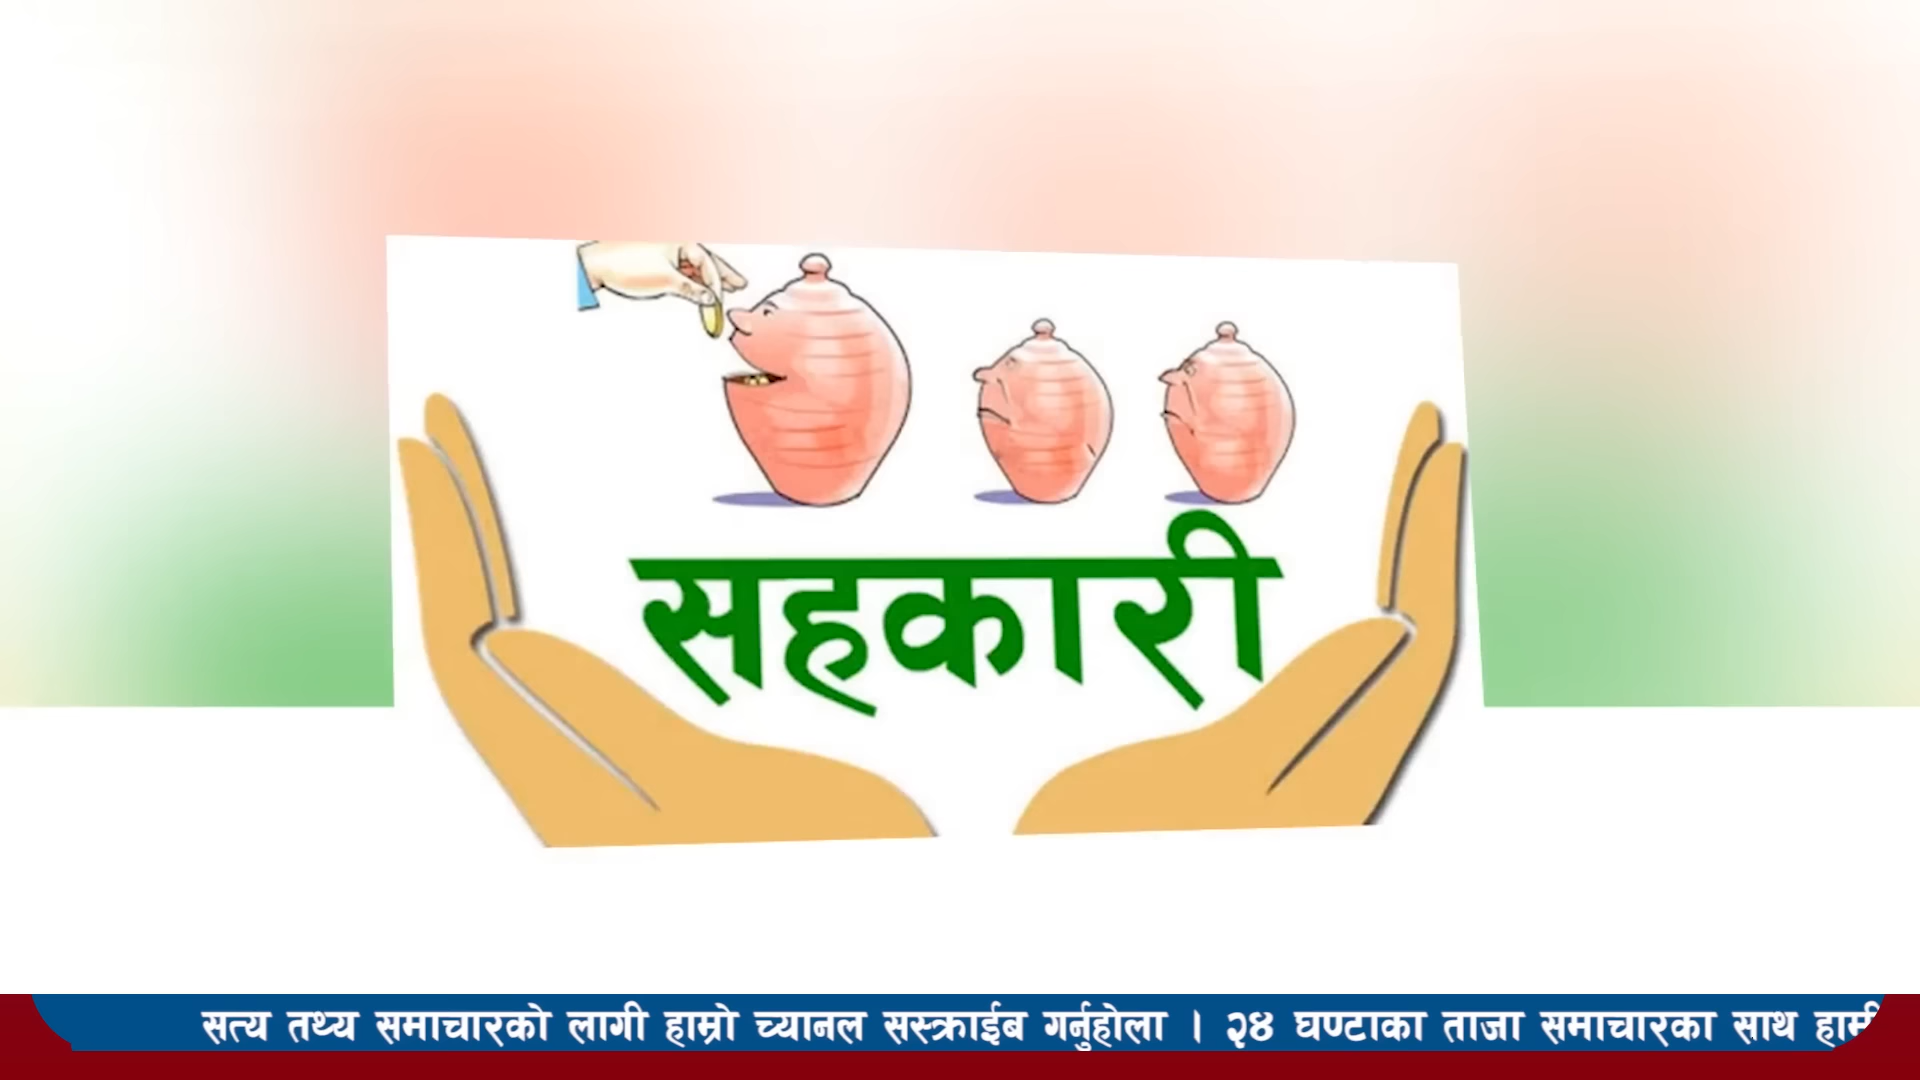 सहकारी
सत्य तथ्य समाचारको लागी हाम्रो च्यानल सस्क्राईब गर्नुहोला । २४ घण्टाका ताजा समाचारका साथ हामी